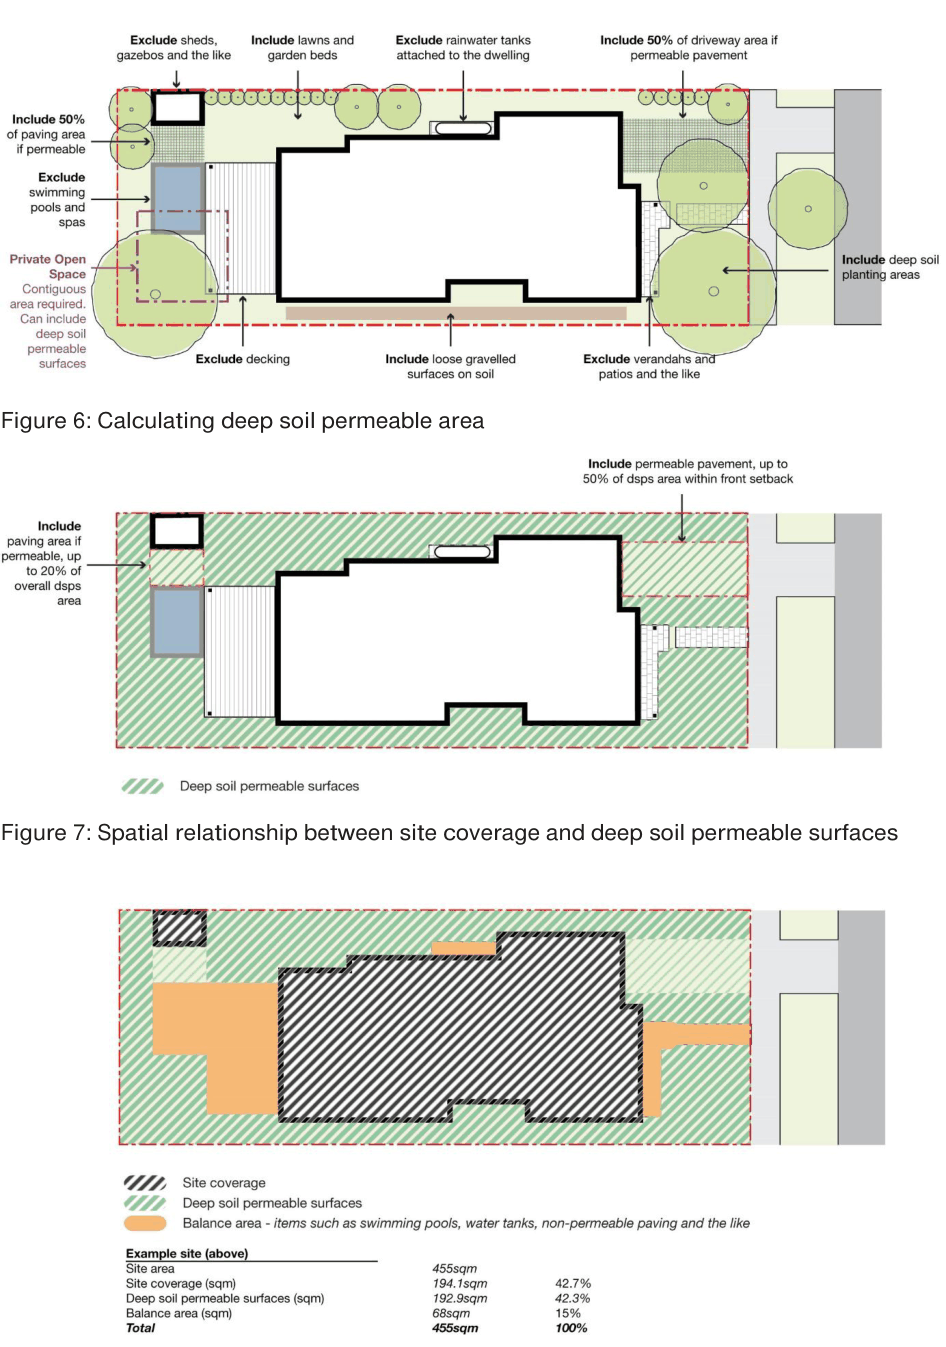 Exclude sheds,
gazebos and the like
Include lawns and
garden beds
Exclude rainwater tanks
attached to the dwelling
Include 50% of driveway area if
permeable pavement
Include 50%
of paving area
if permeable
Exclude
swimming
pools and
spas
Private Open
Space
Contiguous
area required.
Can include
deep soil
permeable
surfaces
Include deep soil
planting areas
Exclude decking
Include loose gravelled
surfaces on soil
Exclude verandahs and
patios and the like
Figure 6: Calculating deep soil permeable area
Include permeable pavement, up to
50% of dsps area within front setback
Include
paving area if
permeable, up
to 20% of
overall dsps
area
Deep soil permeable surfaces
Figure 7: Spatial relationship between site coverage and deep soil permeable surfaces
Site coverage
Deep soil permeable surfaces
Balance area - items such as swimming pools, water tanks, non-permeable paving and the like
Example site (above)
Site area 455sqm
Site coverage (sqm) 194.1sqm 42.7%
Deep soil permeable surfaces (sqm) 192.9sqm 42.3%
Balance area (sqm) 68sqm 15%
Total 455sqm 100%